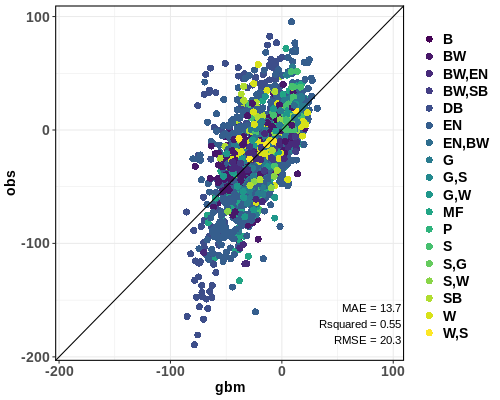 100
0
-100
-200
obs
-200
-100
0
100
gbm
MAE = 13.7
Rsquared = 0.55
RMSE = 20.3
B
BW
BW,EN
BW,SB
DB
EN
EN,BW
G
G,S
G,W
MF
P
S
S,G
S,W
SB
W
W,S